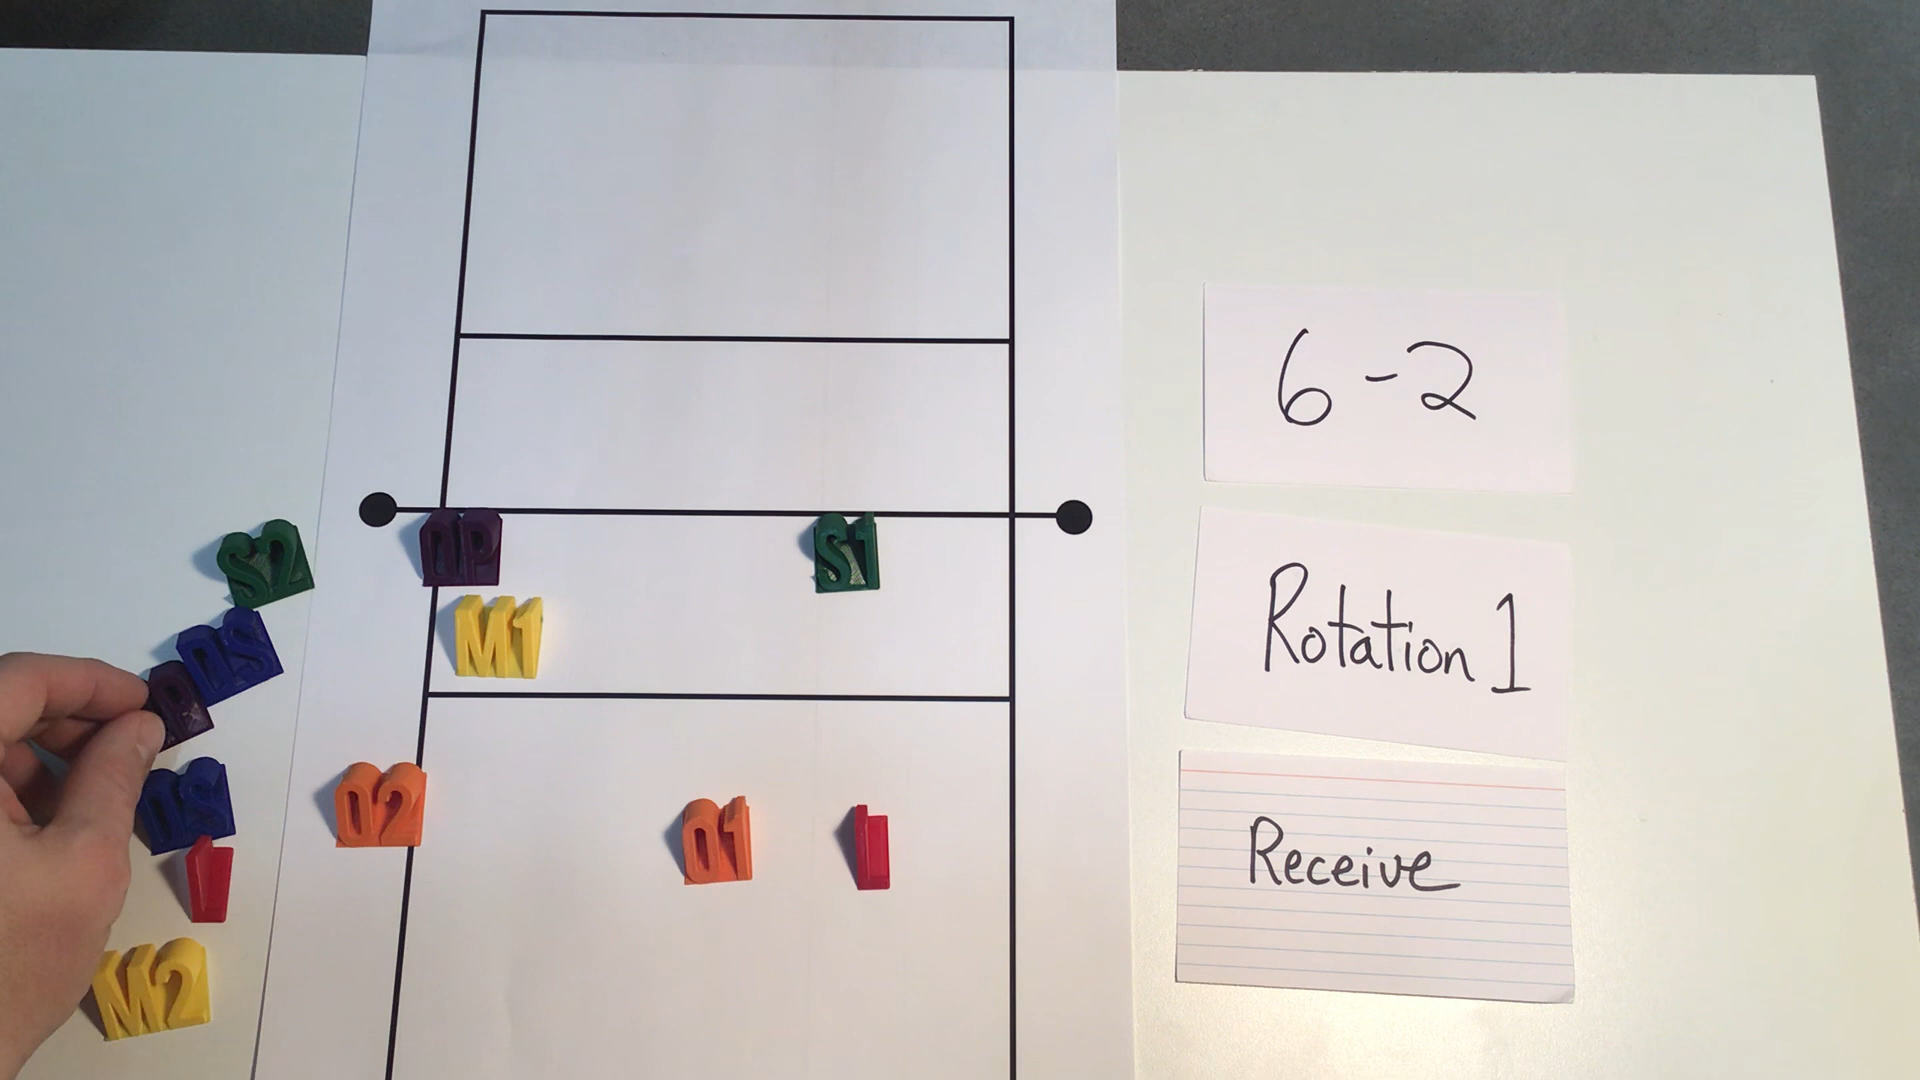 6-2
Rotation 1
Receive
S2
OP
S1
DS
M1
P
DS
O2
O1
L
L
M2